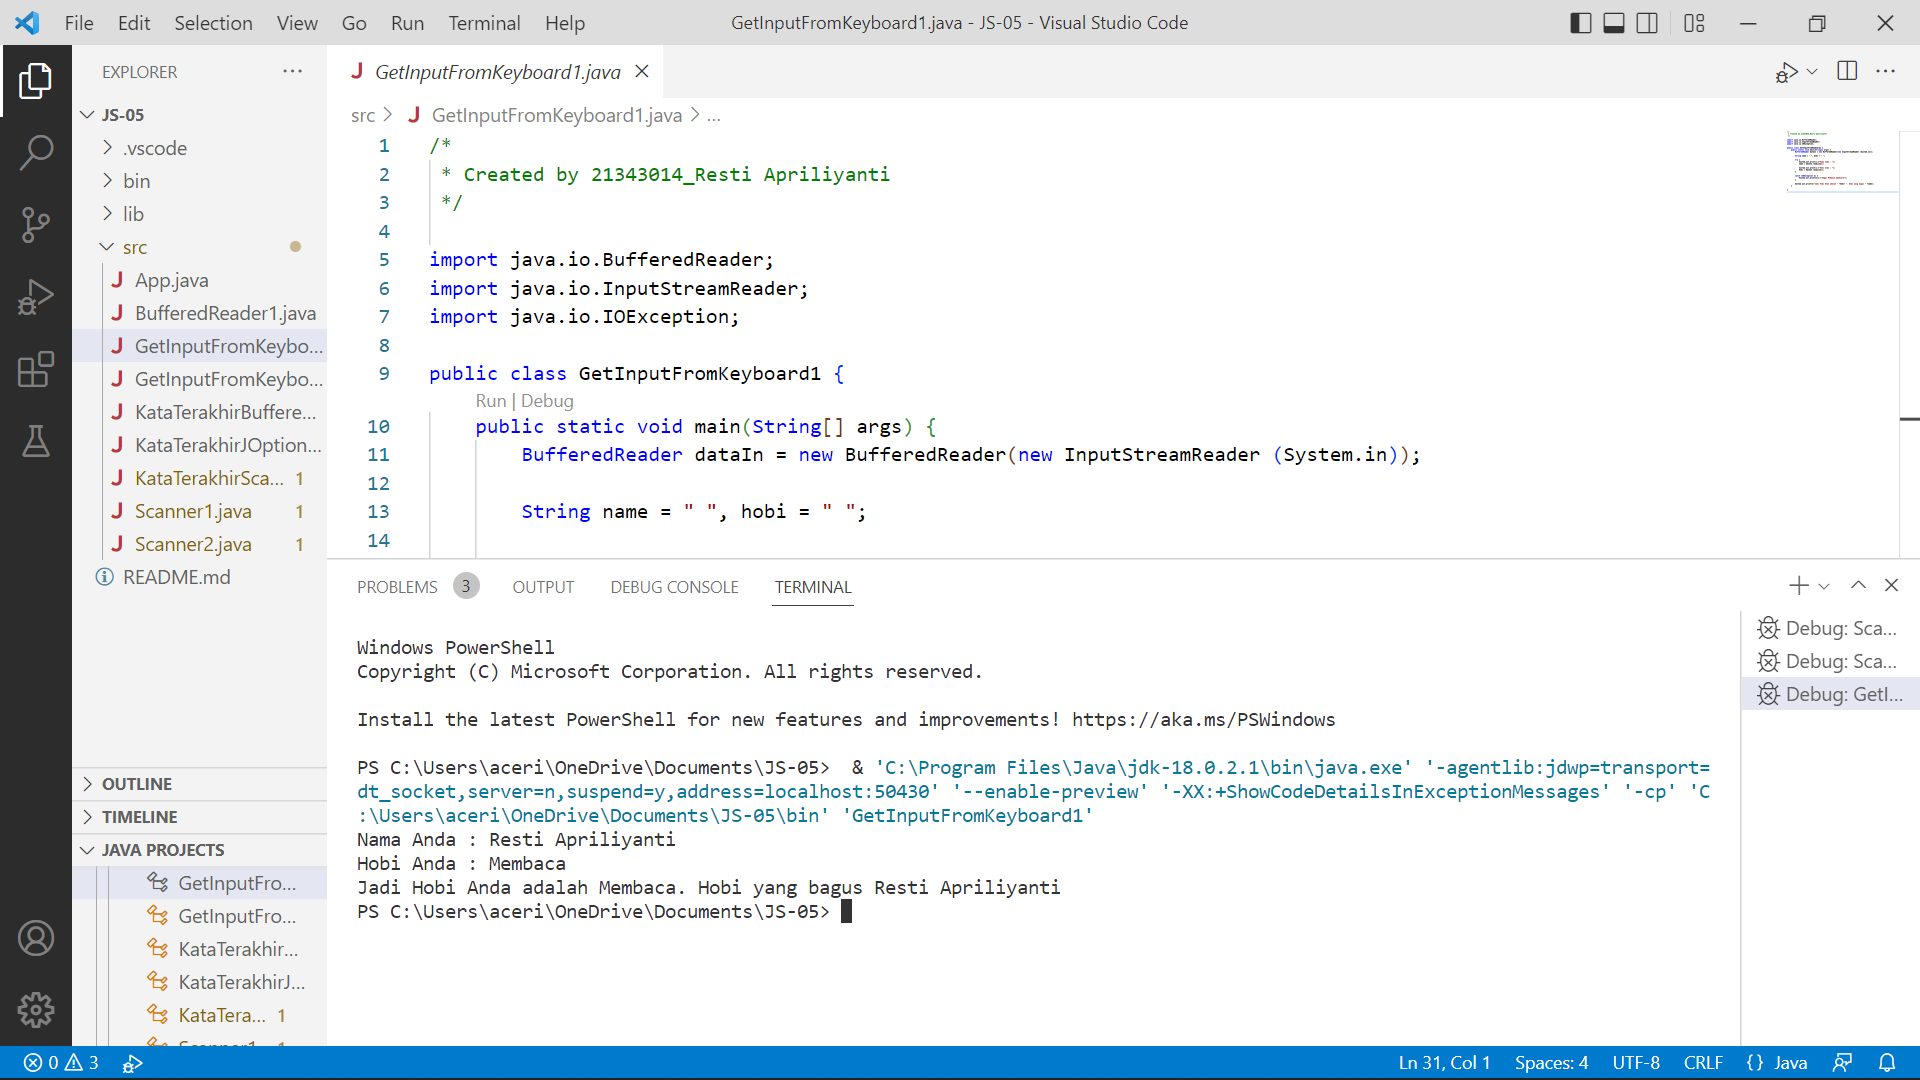 File Edit Selection View Go Run Terminal Help
GetInputFromKeyboard1.java - JS-05 - Visual Studio Code
EXPLORER
JS-05
.vscode
bin
lib
src
App.java
BufferedReader1.java
GetInputFromKeybo...
GetInputFromKeybo...
KataTerakhirBuffere...
KataTerakhirJOption...
KataTerakhirSca... 1
Scanner1.java 1
Scanner2.java 1
README.md
OUTLINE
TIMELINE
JAVA PROJECTS
GetInputFro...
GetInputFro...
KataTerakhir...
KataTerakhirJ...
KataTera... 1
GetInputFromKeyboard1.java
src > GetInputFromKeyboard1.java > ...
1 /*
2 * Created by 21343014_Resti Apriliyanti
3 */
4
5 import java.io.BufferedReader;
6 import java.io.InputStreamReader;
7 import java.io.IOException;
8
9 public class GetInputFromKeyboard1 {
Run | Debug
10 public static void main(String[] args) {
11 BufferedReader dataIn = new BufferedReader(new InputStreamReader (System.in));
12
13 String name = " ", hobi = " ";
14
PROBLEMS 3 OUTPUT DEBUG CONSOLE TERMINAL
Windows PowerShell
Copyright (C) Microsoft Corporation. All rights reserved.
Install the latest PowerShell for new features and improvements! https://aka.ms/PSWindows
PS C:\Users\aceri\OneDrive\Documents\JS-05> & 'C:\Program Files\Java\jdk-18.0.2.1\bin\java.exe' '-agentlib:jdwp=transport=
dt_socket,server=n,suspend=y,address=localhost:50430' '--enable-preview' '-XX:+ShowCodeDetailsInExceptionMessages' '-cp' 'C
:\Users\aceri\OneDrive\Documents\JS-05\bin' 'GetInputFromKeyboard1'
Nama Anda : Resti Apriliyanti
Hobi Anda : Membaca
Jadi Hobi Anda adalah Membaca. Hobi yang bagus Resti Apriliyanti
PS C:\Users\aceri\OneDrive\Documents\JS-05>
Debug: Sca...
Debug: Sca...
Debug: GetI...
0 3
Ln 31, Col 1 Spaces: 4 UTF-8 CRLF {} Java